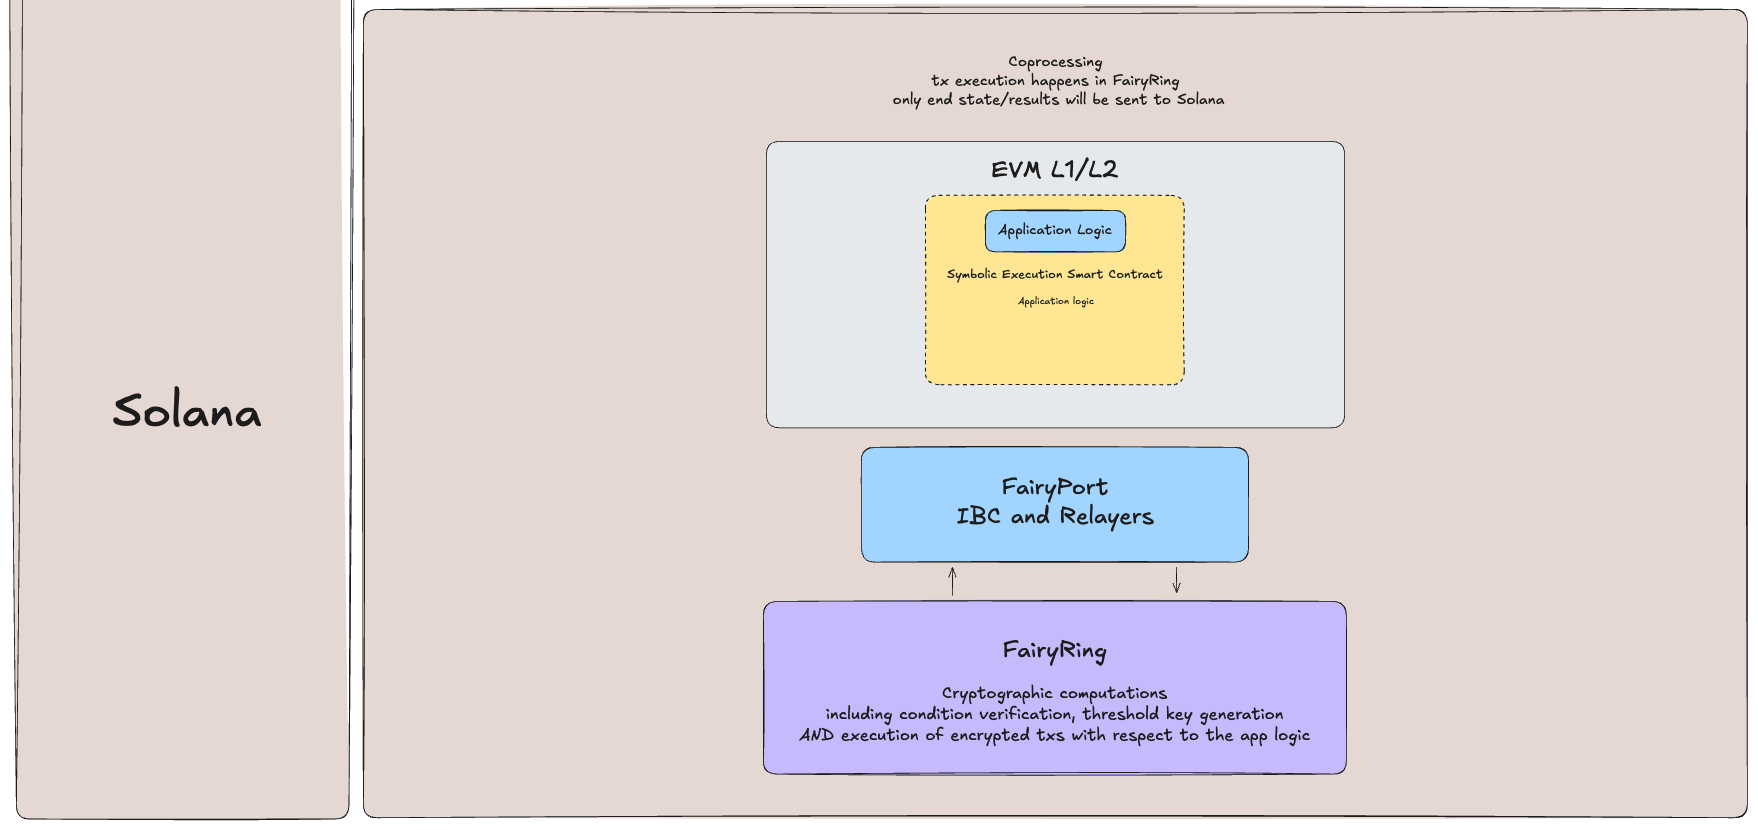 Solana
Coprocessing
tx execution happens in FairyRing
only end state/results will be sent to Solana
EVM L1/L2
Application Logic
Symbolic Execution Smart Contract
Application logic
FairyPort
IBC and Relayers
FairyRing
Cryptographic computations
including condition verification, threshold key generation
AND execution of encrypted txs with respect to the app logic